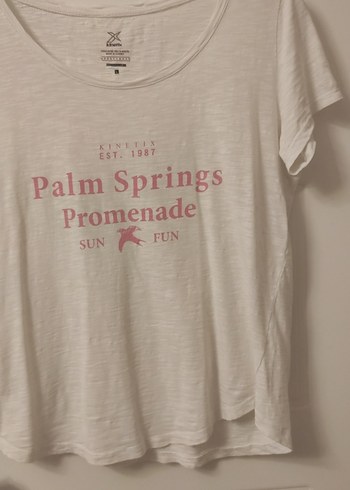 KINETIX
EST. 1987
Palm Springs
Promenade
SUN FUN